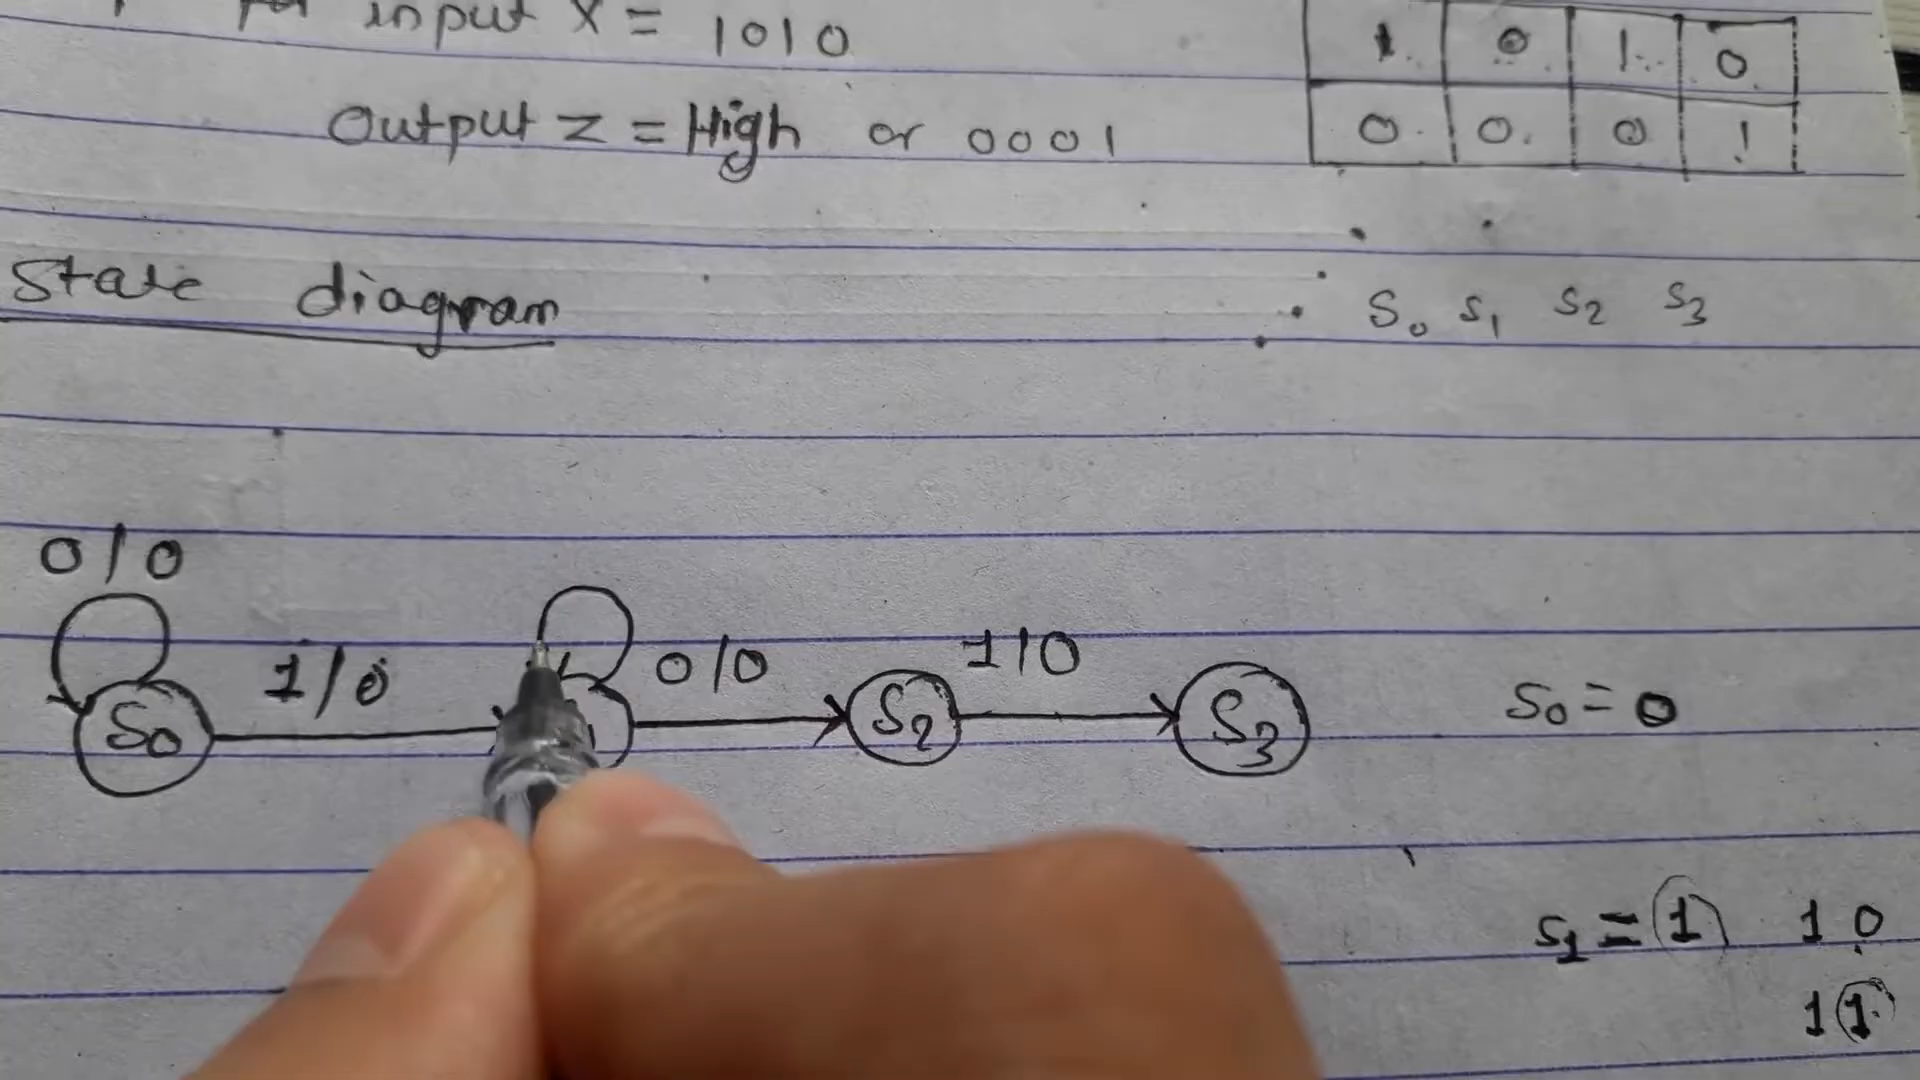 For input X = 1010
1 0 1 0
Output Z = High or 0001
0 0 0 1
State diagram
S0 S1 S2 S3
0/0
1/0 0/0 1/0
S0 S2 S3 S0 = 0
S1 = 1 1 0
1 1